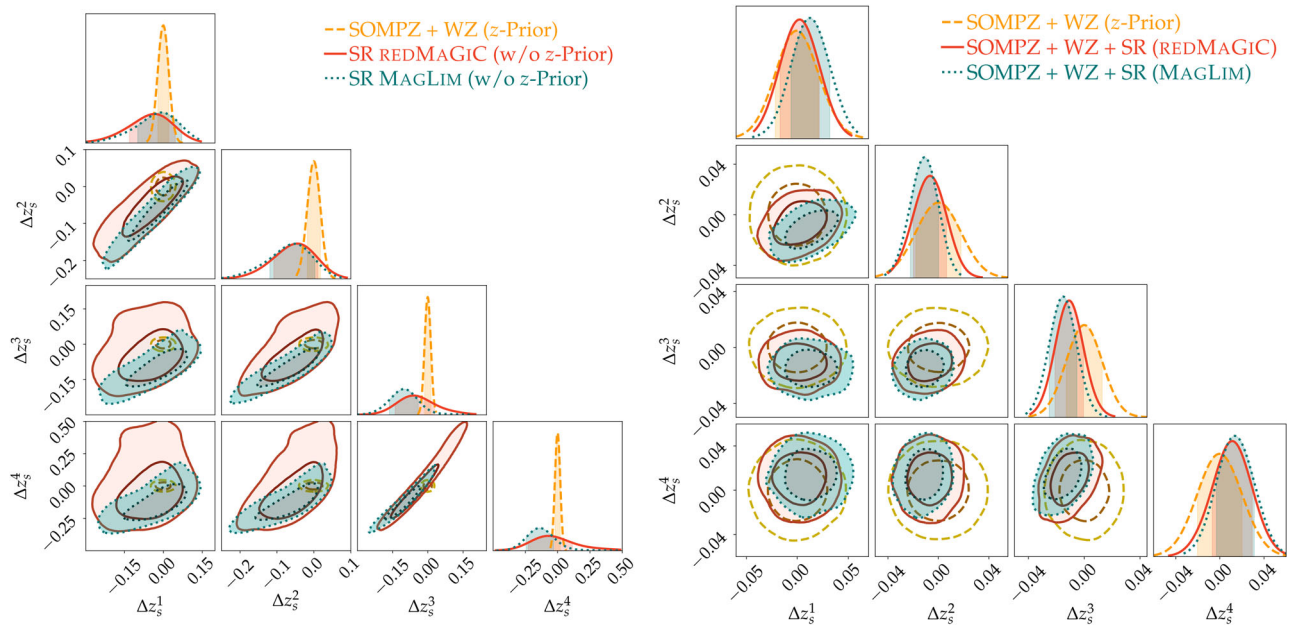 SOMPZ + WZ (z-Prior)
SR REDMAGIC (w/o z-Prior)
SR MAGLIM (w/o z-Prior)
0.1
0.0
−0.1
−0.2
Δz_s^2
0.15
0.00
−0.15
Δz_s^3
0.50
0.25
0.00
−0.25
Δz_s^4
−0.15
0.00
0.15
−0.2
−0.1
0.0
0.1
−0.15
0.00
0.15
−0.25
0.00
0.25
0.50
Δz_s^1
Δz_s^2
Δz_s^3
Δz_s^4
SOMPZ + WZ (z-Prior)
SOMPZ + WZ + SR (REDMAGIC)
SOMPZ + WZ + SR (MAGLIM)
0.04
0.00
−0.04
Δz_s^2
0.04
0.00
−0.04
Δz_s^3
0.04
0.00
−0.04
Δz_s^4
−0.05
0.00
0.05
−0.04
0.00
0.04
−0.04
0.00
0.04
−0.04
0.00
0.04
Δz_s^1
Δz_s^2
Δz_s^3
Δz_s^4